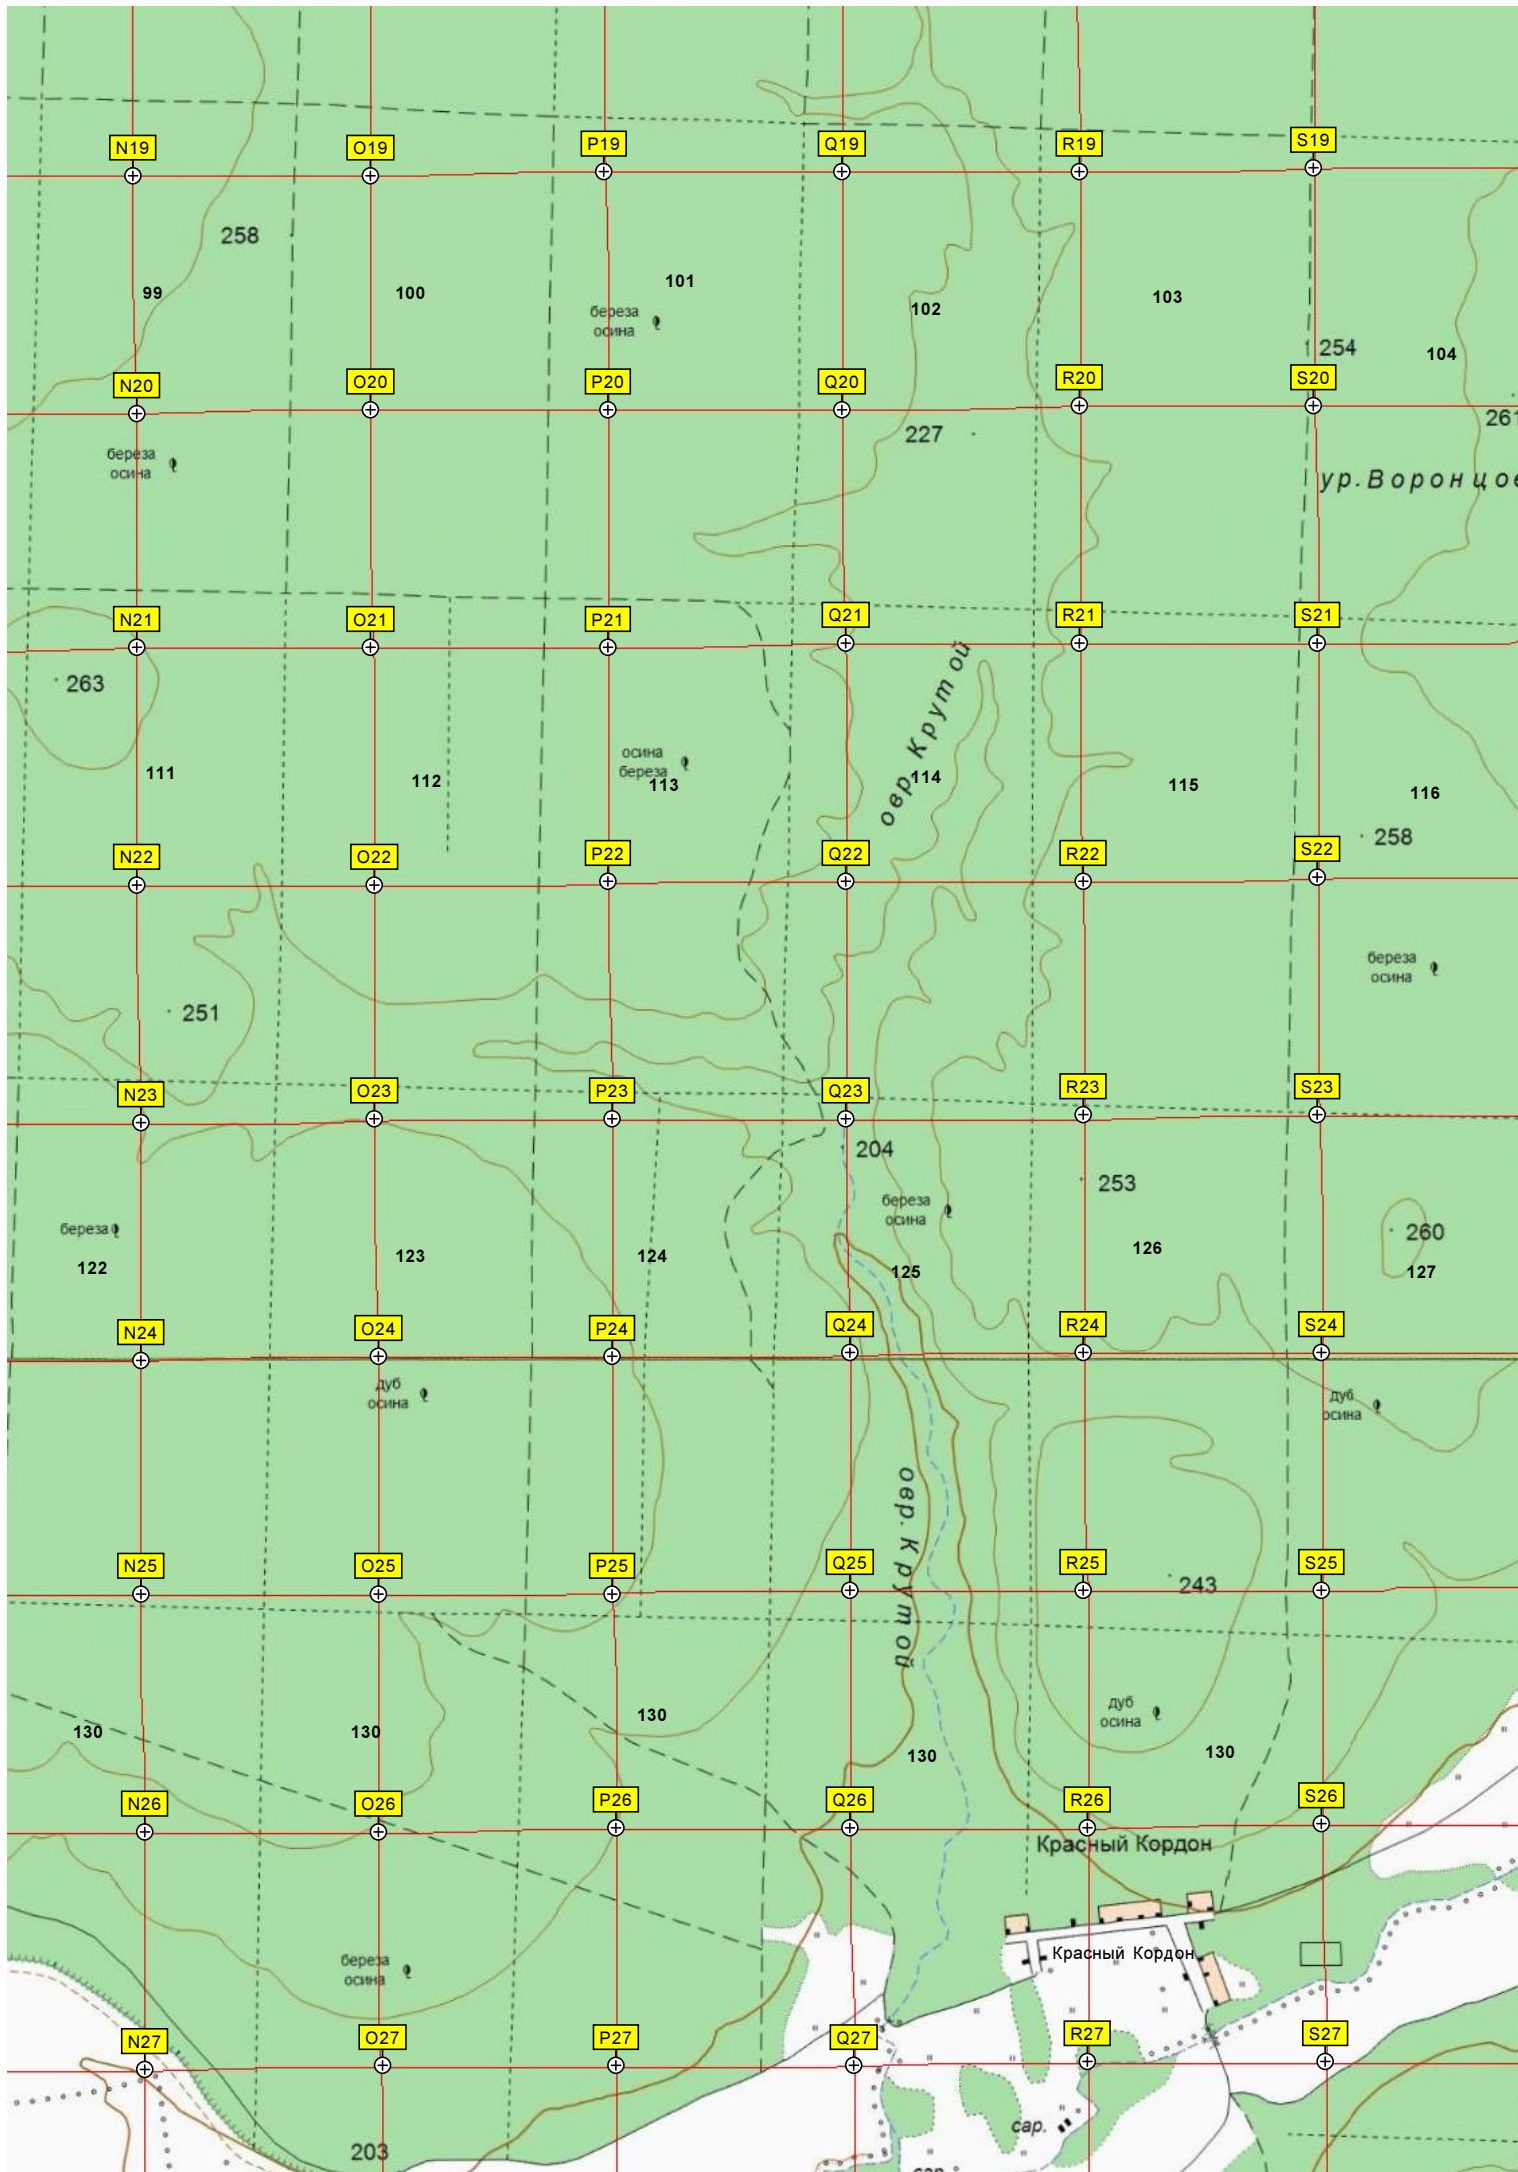 N19
O19
P19
Q19
R19
S19
258
99
100
101
102
103
береза
осина
254
104
N20
O20
P20
Q20
R20
S20
261
227
береза
осина
ур. Воронцов
N21
O21
P21
Q21
R21
S21
263
овр. Крутой
осина
береза
111
112
113
114
115
116
258
N22
O22
P22
Q22
R22
S22
береза
осина
251
N23
O23
P23
Q23
R23
S23
204
253
береза
осина
береза
260
122
123
124
125
126
127
N24
O24
P24
Q24
R24
S24
дуб
осина
дуб
осина
овр. Крутой
N25
O25
P25
Q25
R25
S25
243
дуб
осина
130
130
130
130
130
N26
O26
P26
Q26
R26
S26
Красный Кордон
Красный Кордон
береза
осина
N27
O27
P27
Q27
R27
S27
сар.
203
сар.